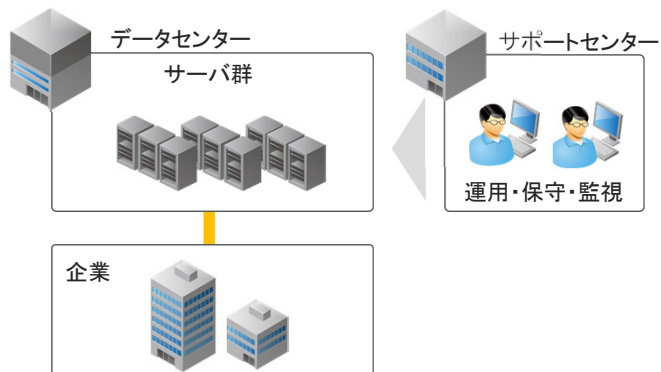 データセンター
サーバ群
サポートセンター
運用・保守・監視
企業